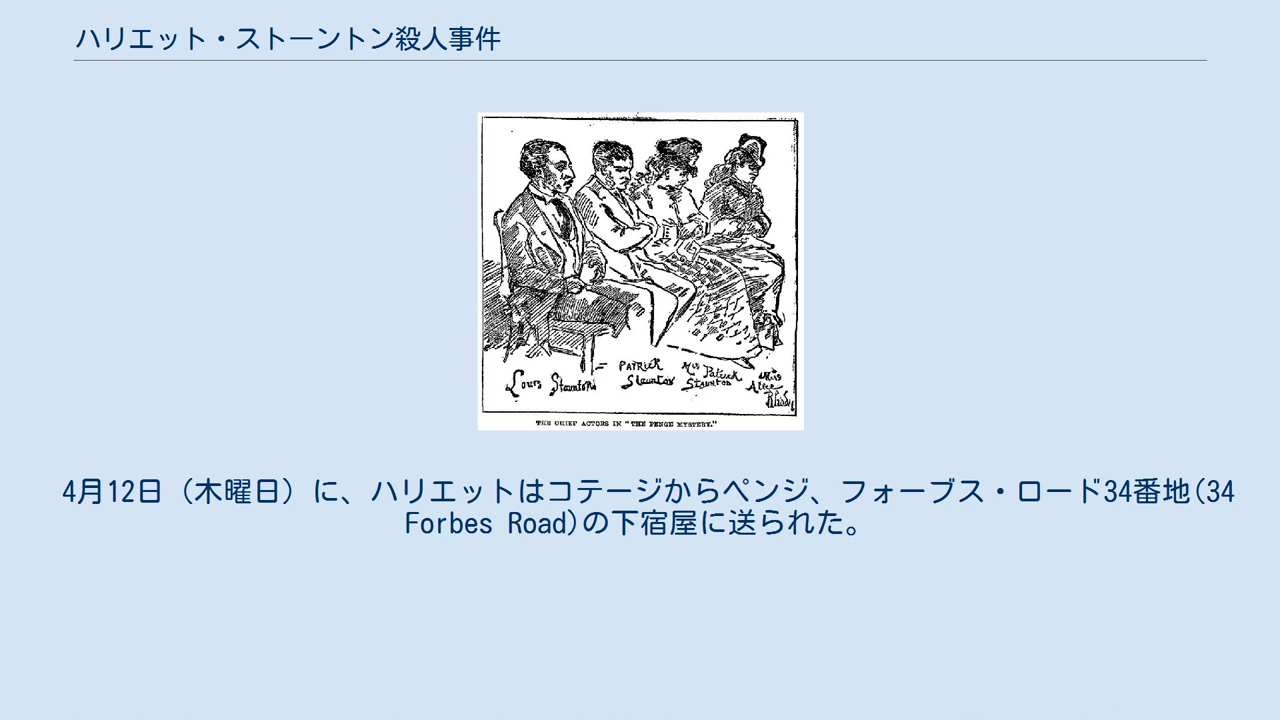 ハリエット・ストーントン殺人事件
Louis Staunton
PATRICK
Staunton
Mrs Patrick
Staunton
Miss
Alice
Rhodes
THE CHIEF ACTORS IN "THE PENGE MYSTERY."
4月12日（木曜日）に、ハリエットはコテージからペンジ、フォーブス・ロード34番地(34
Forbes Road)の下宿屋に送られた。